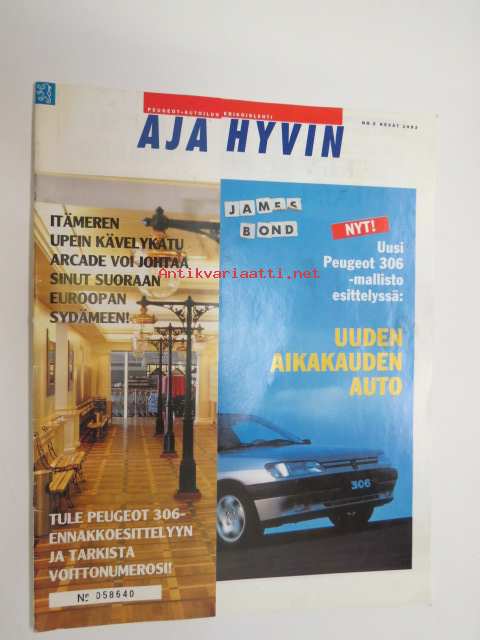 PEUGEOT-AUTOILUN ERIKOISLEHTI
NR.2 KESÄT 1993
AJA HYVIN
ITÄMEREN
UPEIN KÄVELYKATU
ARCADE VOI JOHTAA
SINUT SUORAAN
EUROOPAN
SYDÄMEEN!
JAMES
BOND
NYT!
Uusi
Peugeot 306
-mallisto
esittelyssä:
Antikvariaatti.net
UUDEN
AIKAKAUDEN
AUTO
306
TULE PEUGEOT 306-
ENNAKKOESITTELYYN
JA TARKISTA
VOITTONUMEROSI!
Nº 058640